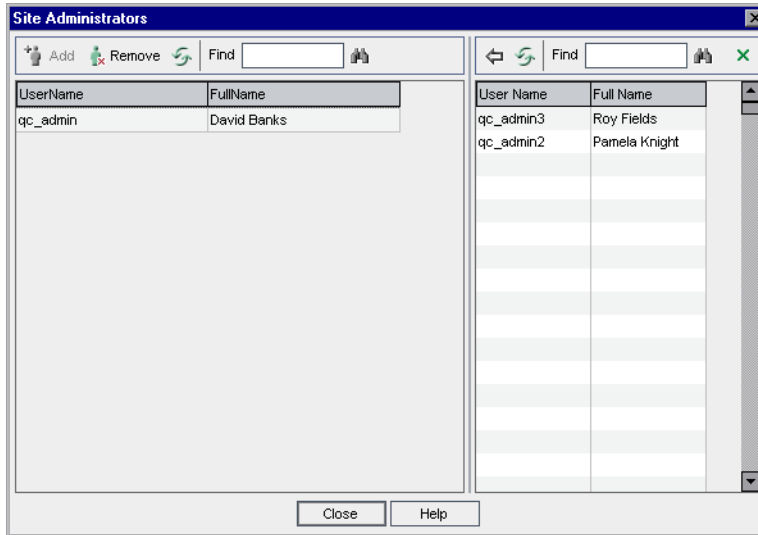 Site Administrators
Add Remove Find
UserName FullName
qc_admin David Banks
Find
User Name Full Name
qc_admin3 Roy Fields
qc_admin2 Pamela Knight
Close Help